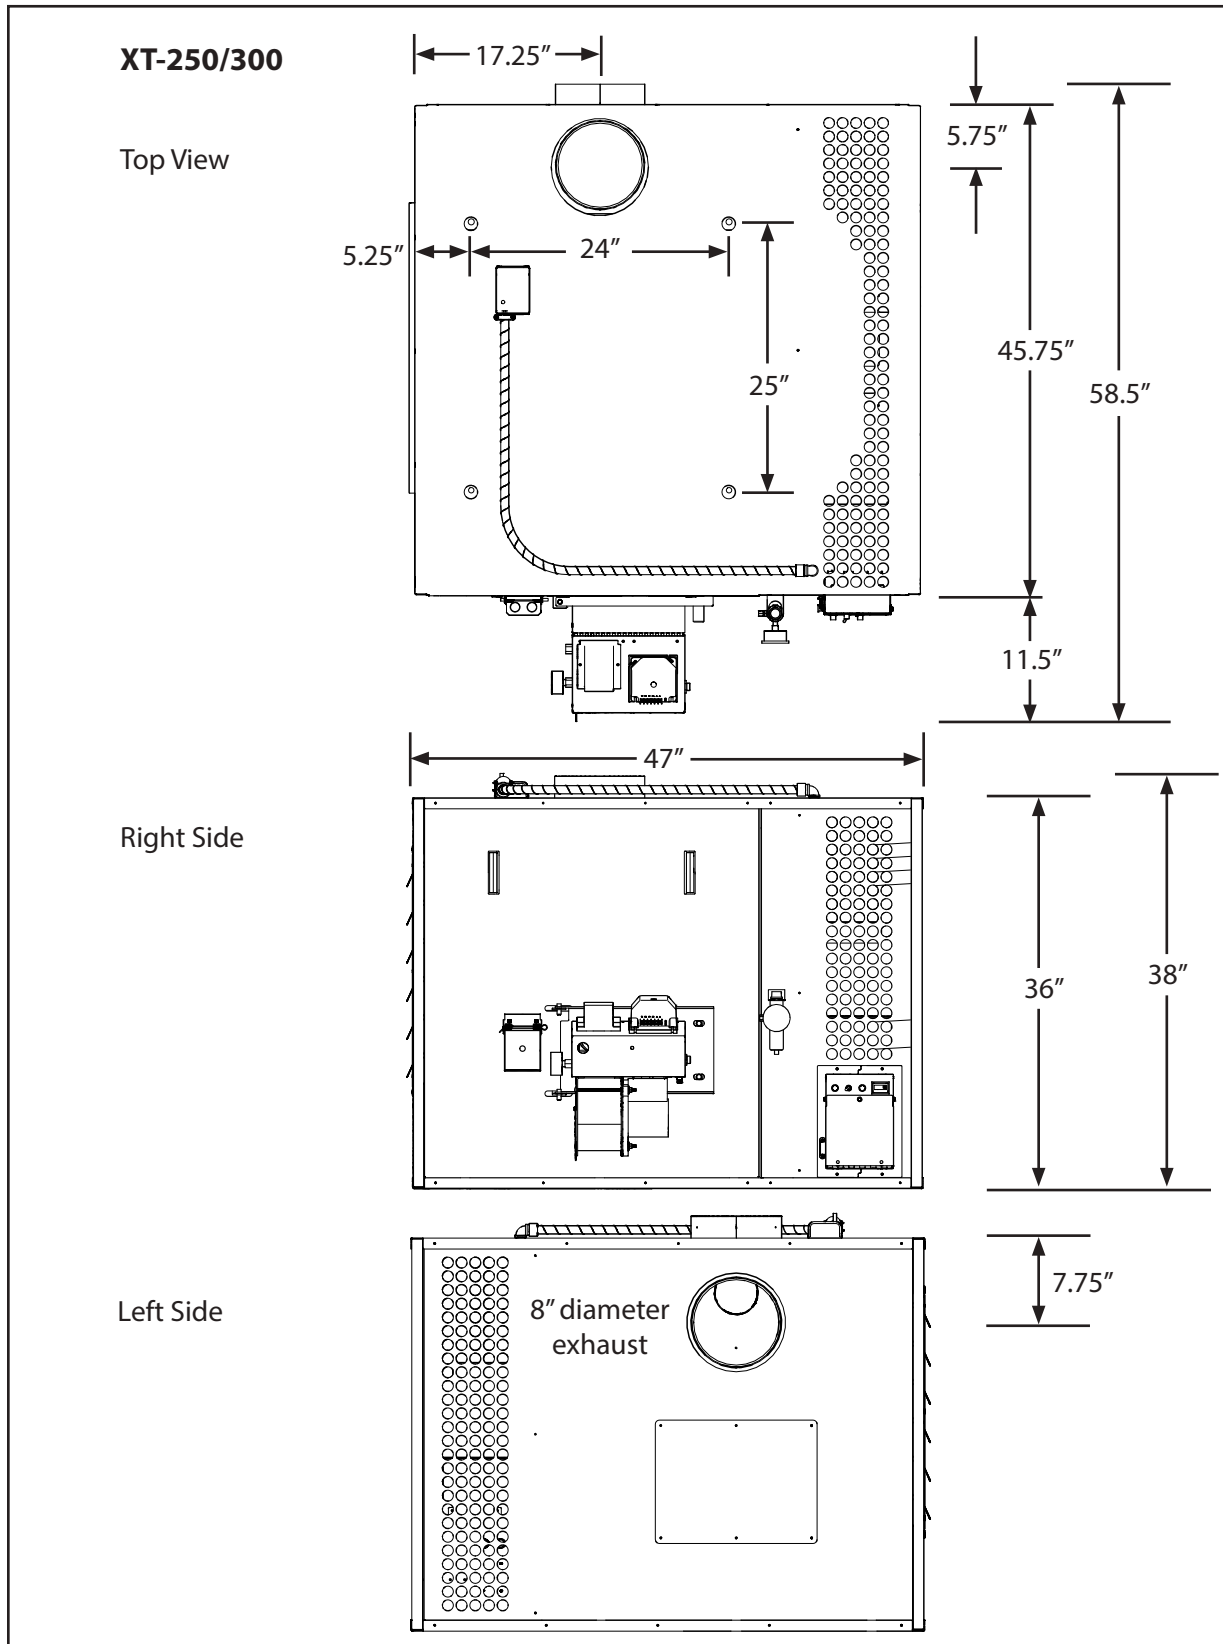 XT-250/300
17.25”
Top View
5.75”
5.25”
24”
45.75”
25”
58.5”
11.5”
47”
Right Side
36”
38”
7.75”
Left Side
8” diameter
exhaust